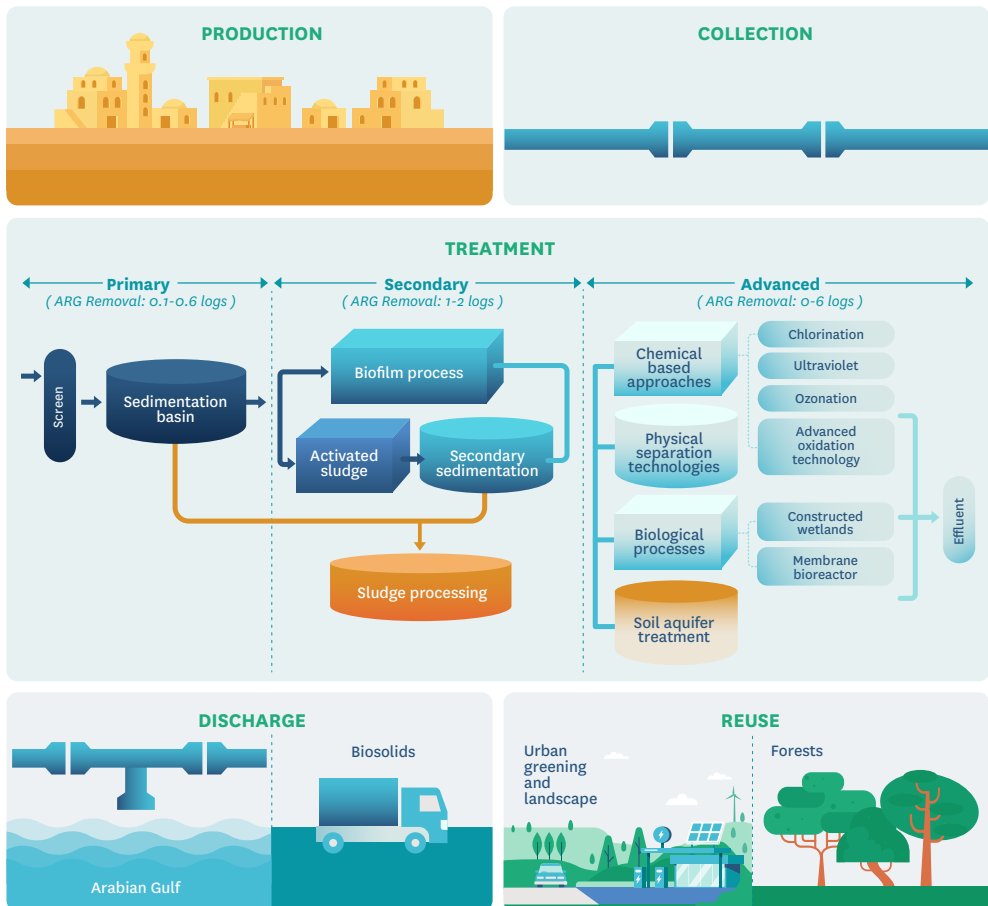 PRODUCTION
COLLECTION
TREATMENT
Primary
( ARG Removal: 0.1-0.6 logs )
Secondary
( ARG Removal: 1-2 logs )
Advanced
( ARG Removal: 0-6 logs )
Screen
Sedimentation
basin
Biofilm process
Activated
sludge
Secondary
sedimentation
Sludge processing
Chemical
based
approaches
Physical
separation
technologies
Biological
processes
Soil aquifer
treatment
Chlorination
Ultraviolet
Ozonation
Advanced
oxidation
technology
Constructed
wetlands
Membrane
bioreactor
Effluent
DISCHARGE
Arabian Gulf
Biosolids
REUSE
Urban
greening
and
landscape
Forests